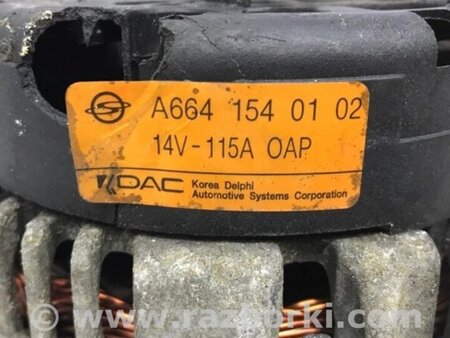 A664 154 01 02
14V-115A OAP
KDAC Korea Delphi
Automotive Systems Corporation
www.razborki.com